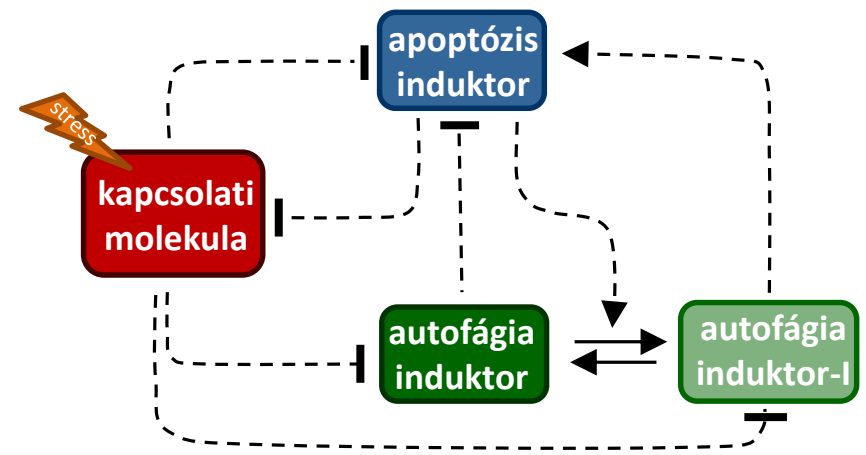 apoptózis
induktor
stress
kapcsolati
molekula
autofágia
induktor
autofágia
induktor-I